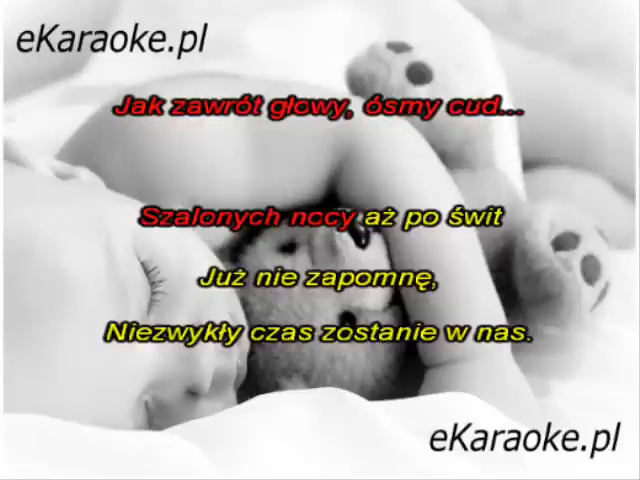 eKaraoke.pl
Jak zawrót głowy, ósmy cud...
Szalonych nocy aż po świt
Już nie zapomnę,
Niezwykły czas zostanie w nas.
eKaraoke.pl